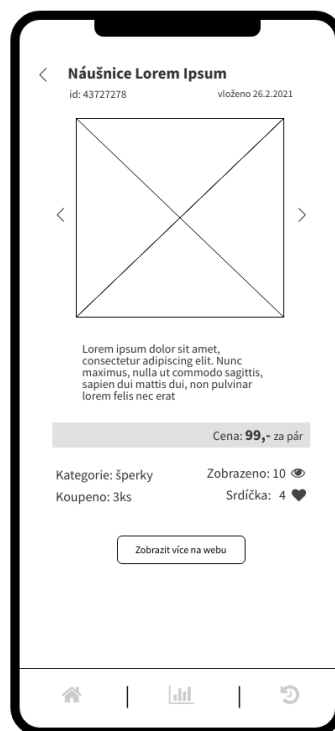 Náušnice Lorem Ipsum
id: 43727278 vloženo 26.2.2021
Lorem ipsum dolor sit amet,
consectetur adipiscing elit. Nunc
maximus, nulla ut commodo sagittis,
sapien dui mattis dui, non pulvinar
lorem felis nec erat
Cena: 99,- za pár
Kategorie: šperky Zobrazeno: 10
Koupeno: 3ks Srdíčka: 4
Zobrazit více na webu